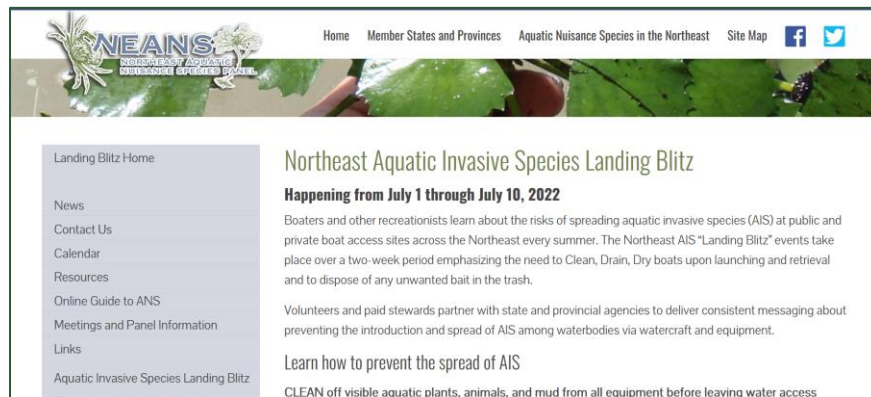 NEANS
NORTHEAST AQUATIC
NUISANCE SPECIES PANEL
Home Member States and Provinces Aquatic Nuisance Species in the Northeast Site Map
Landing Blitz Home
News
Contact Us
Calendar
Resources
Online Guide to ANS
Meetings and Panel Information
Links
Aquatic Invasive Species Landing Blitz
Northeast Aquatic Invasive Species Landing Blitz
Happening from July 1 through July 10, 2022
Boaters and other recreationists learn about the risks of spreading aquatic invasive species (AIS) at public and
private boat access sites across the Northeast every summer. The Northeast AIS “Landing Blitz” events take
place over a two-week period emphasizing the need to Clean, Drain, Dry boats upon launching and retrieval
and to dispose of any unwanted bait in the trash.
Volunteers and paid stewards partner with state and provincial agencies to deliver consistent messaging about
preventing the introduction and spread of AIS among waterbodies via watercraft and equipment.
Learn how to prevent the spread of AIS
CLEAN off visible aquatic plants, animals, and mud from all equipment before leaving water access